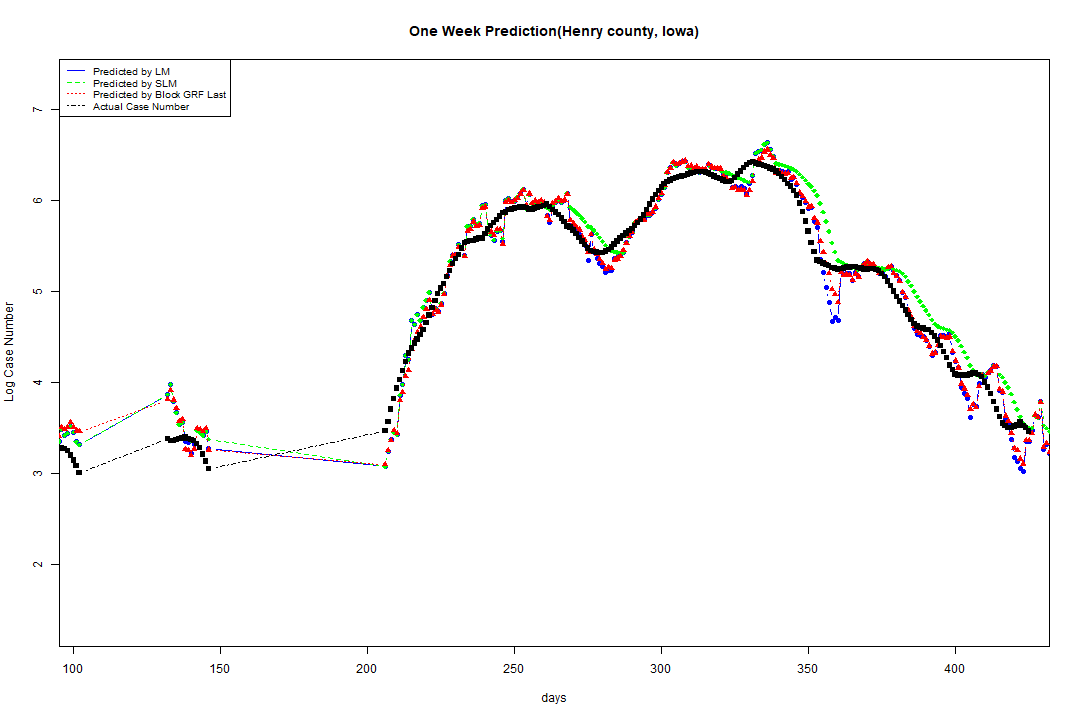 One Week Prediction(Henry county, Iowa)
Predicted by LM
Predicted by SLM
Predicted by Block GRF Last
Actual Case Number
7
6
5
4
3
2
Log Case Number
100 150 200 250 300 350 400
days